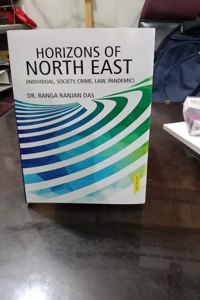 HORIZONS OF
NORTH EAST
(INDIVIDUAL, SOCIETY, CRIME, LAW, PANDEMIC)
DR. RANGA RANJAN DAS